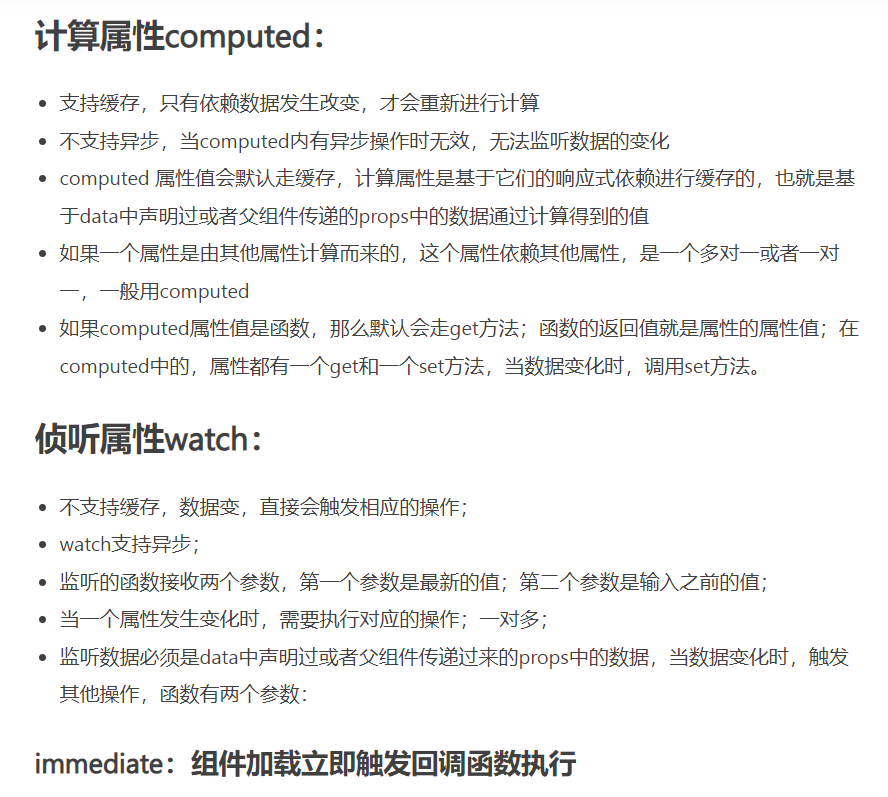 计算属性computed：
支持缓存，只有依赖数据发生改变，才会重新进行计算
不支持异步，当computed内有异步操作时无效，无法监听数据的变化
computed 属性值会默认走缓存，计算属性是基于它们的响应式依赖进行缓存的，也就是基
于data中声明过或者父组件传递的props中的数据通过计算得到的值
如果一个属性是由其他属性计算而来的，这个属性依赖其他属性，是一个多对一或者一对
一，一般用computed
如果computed属性值是函数，那么默认会走get方法；函数的返回值就是属性的属性值；在
computed中的，属性都有一个get和一个set方法，当数据变化时，调用set方法。
侦听属性watch：
不支持缓存，数据变，直接会触发相应的操作；
watch支持异步；
监听的函数接收两个参数，第一个参数是最新的值；第二个参数是输入之前的值；
当一个属性发生变化时，需要执行对应的操作；一对多；
监听数据必须是data中声明过或者父组件传递过来的props中的数据，当数据变化时，触发
其他操作，函数有两个参数：
immediate：组件加载立即触发回调函数执行